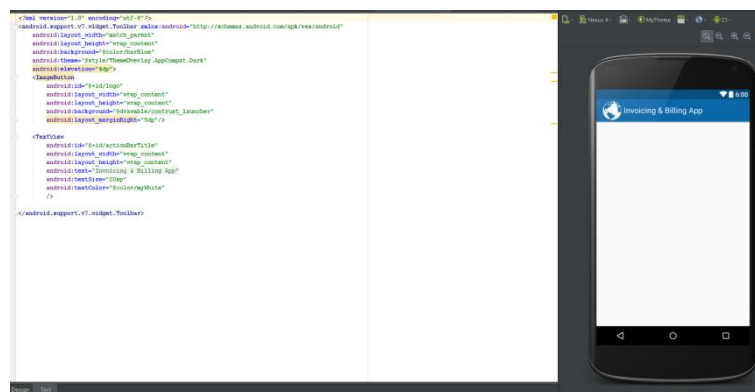 <?xml version="1.0" encoding="utf-8"?>
<android.support.v7.widget.Toolbar xmlns:android="http://schemas.android.com/apk/res/android"
android:layout_width="match_parent"
android:layout_height="wrap_content"
android:background="@color/barBlue"
android:theme="@style/ThemeOverlay.AppCompat.Dark"
android:elevation="4dp">
<ImageButton
android:id="@+id/logo"
android:layout_width="wrap_content"
android:layout_height="wrap_content"
android:background="@drawable/contrust_launcher"
android:layout_marginRight="5dp"/>
<TextView
android:id="@+id/actionBarTitle"
android:layout_width="wrap_content"
android:layout_height="wrap_content"
android:text="Invoicing & Billing App"
android:textSize="20sp"
android:textColor="@color/myWhite"
/>
</android.support.v7.widget.Toolbar>
Design Text
Nexus 4 MyTheme 21
6:00
Invoicing & Billing App